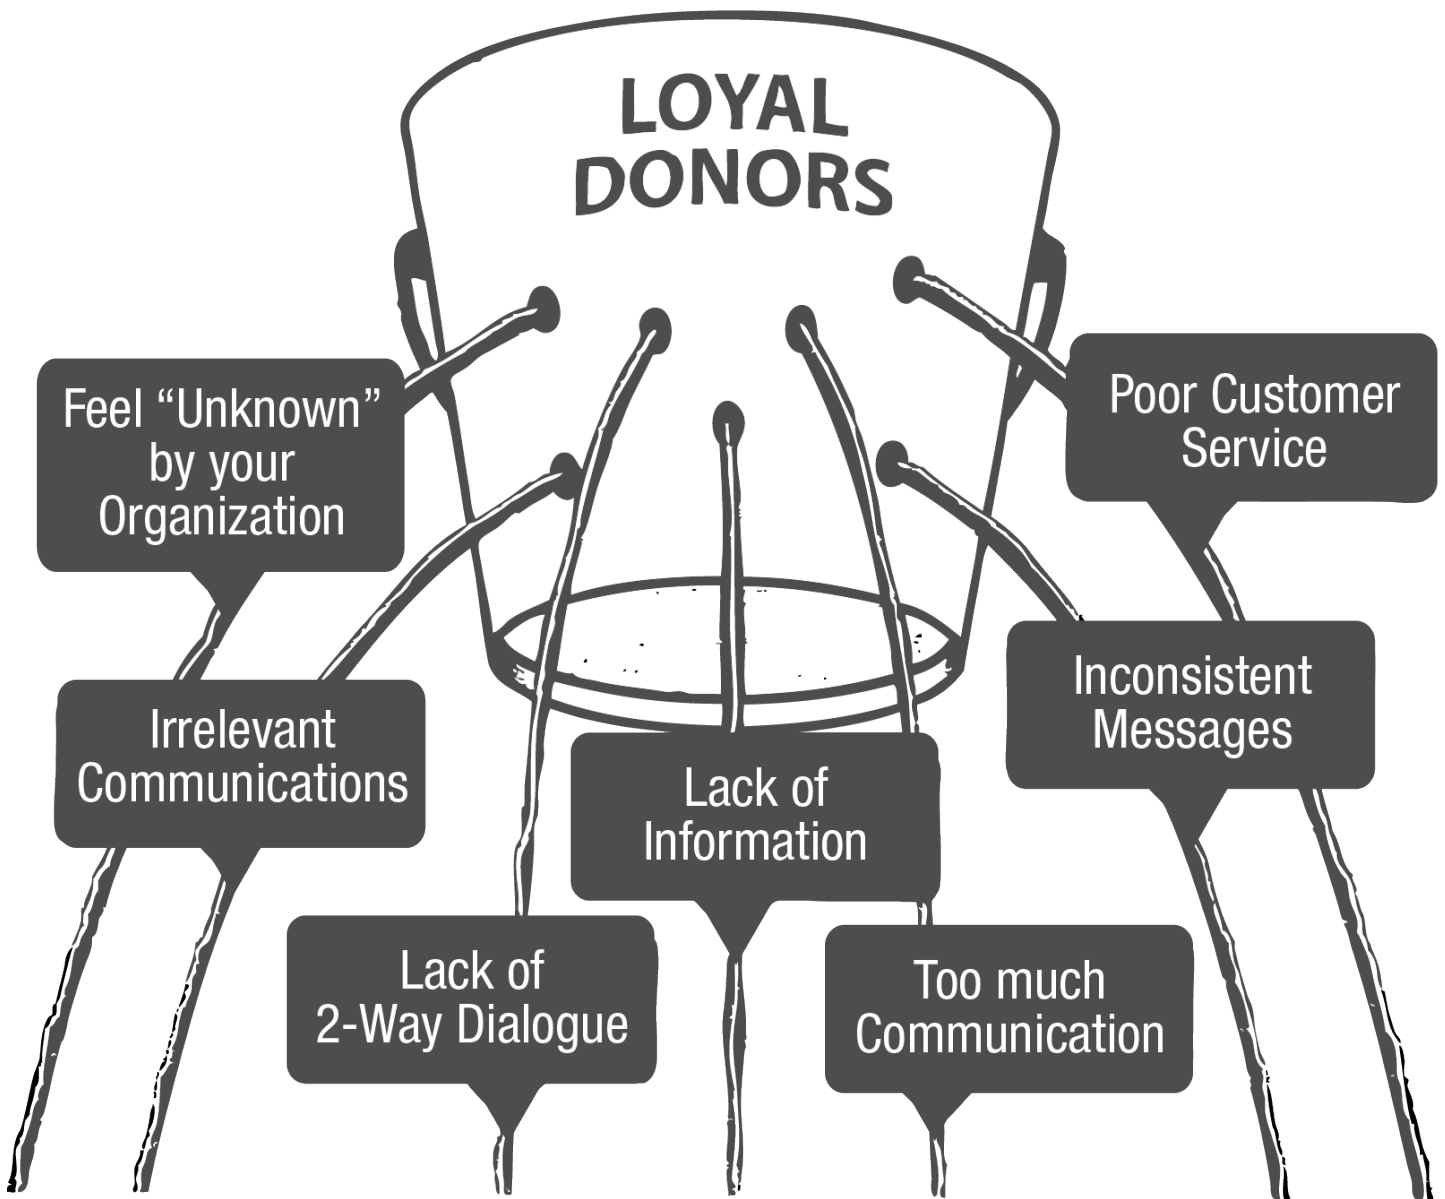 LOYAL
DONORS
Feel “Unknown”
by your
Organization
Poor Customer
Service
Irrelevant
Communications
Inconsistent
Messages
Lack of
Information
Lack of
2-Way Dialogue
Too much
Communication